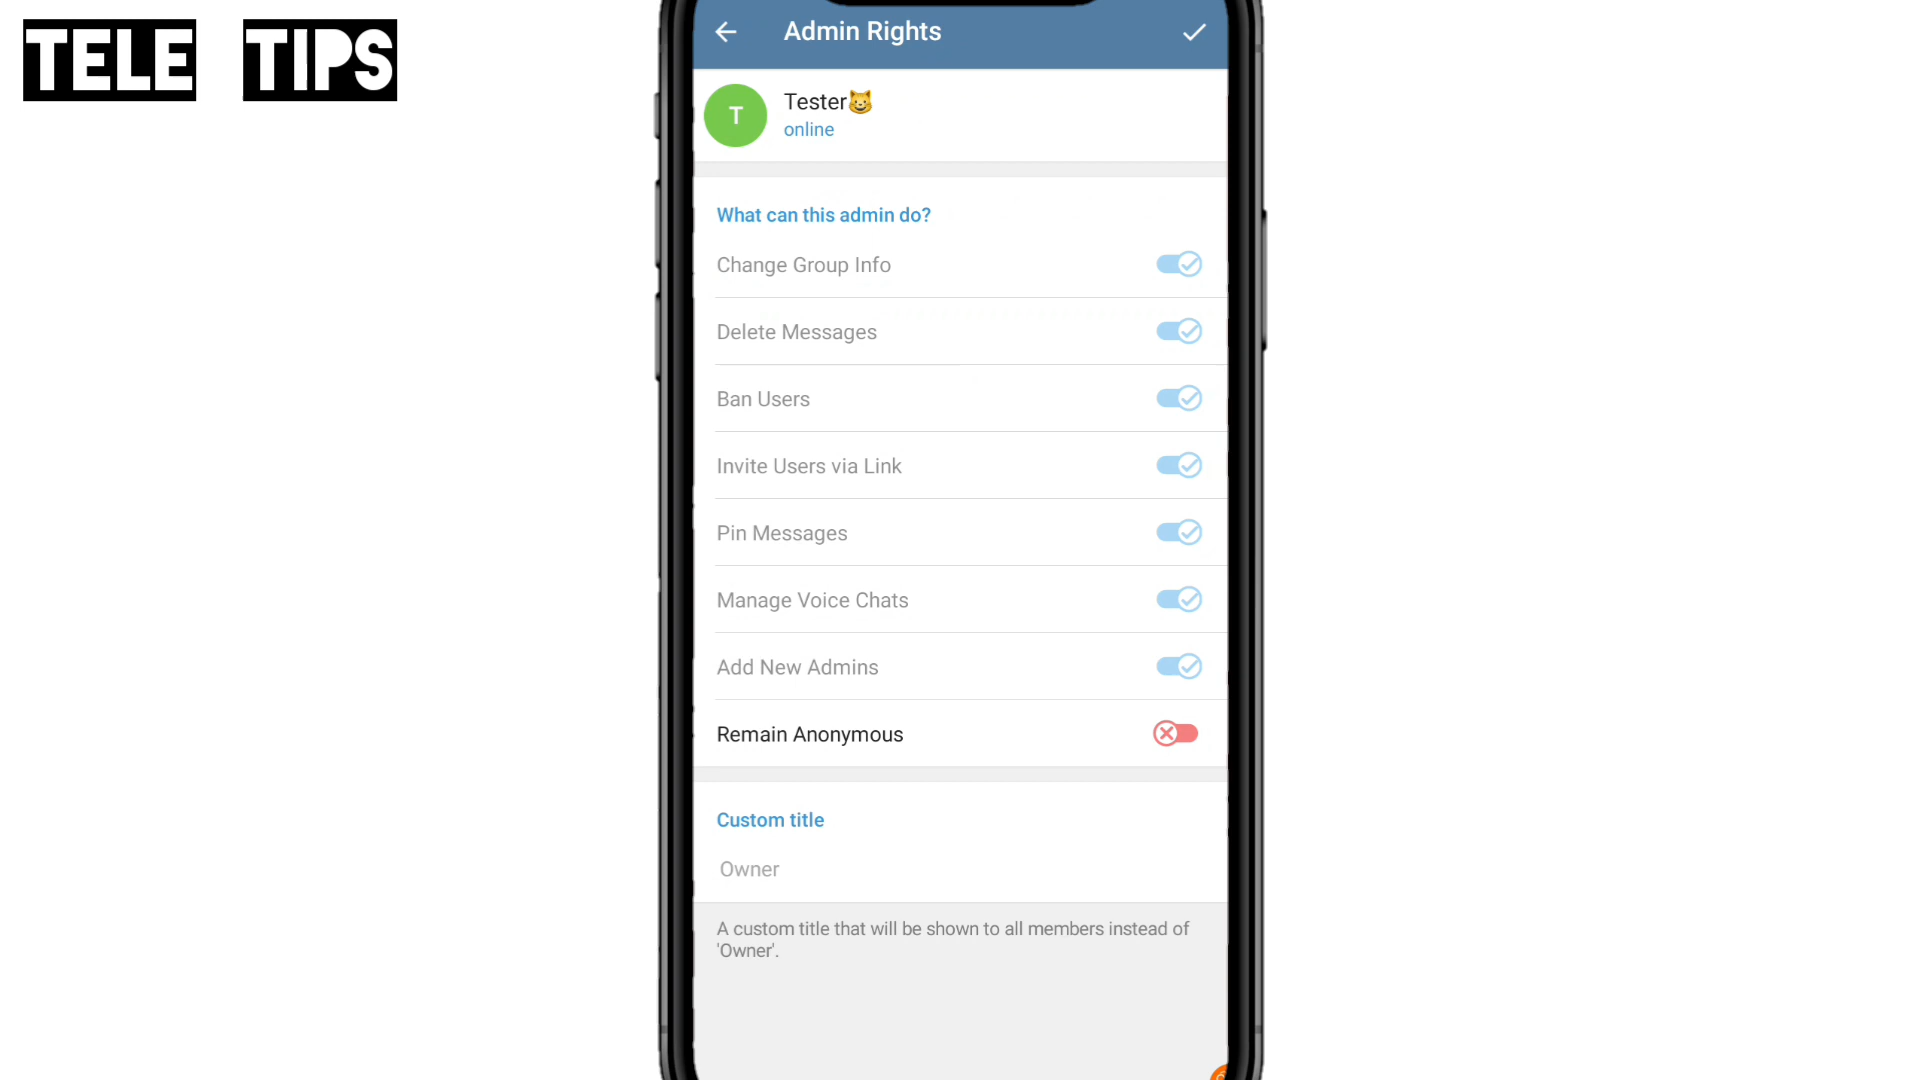 TELE TIPS
Admin Rights
T
Tester😺
online
What can this admin do?
Change Group Info
Delete Messages
Ban Users
Invite Users via Link
Pin Messages
Manage Voice Chats
Add New Admins
Remain Anonymous
Custom title
Owner
A custom title that will be shown to all members instead of
'Owner'.